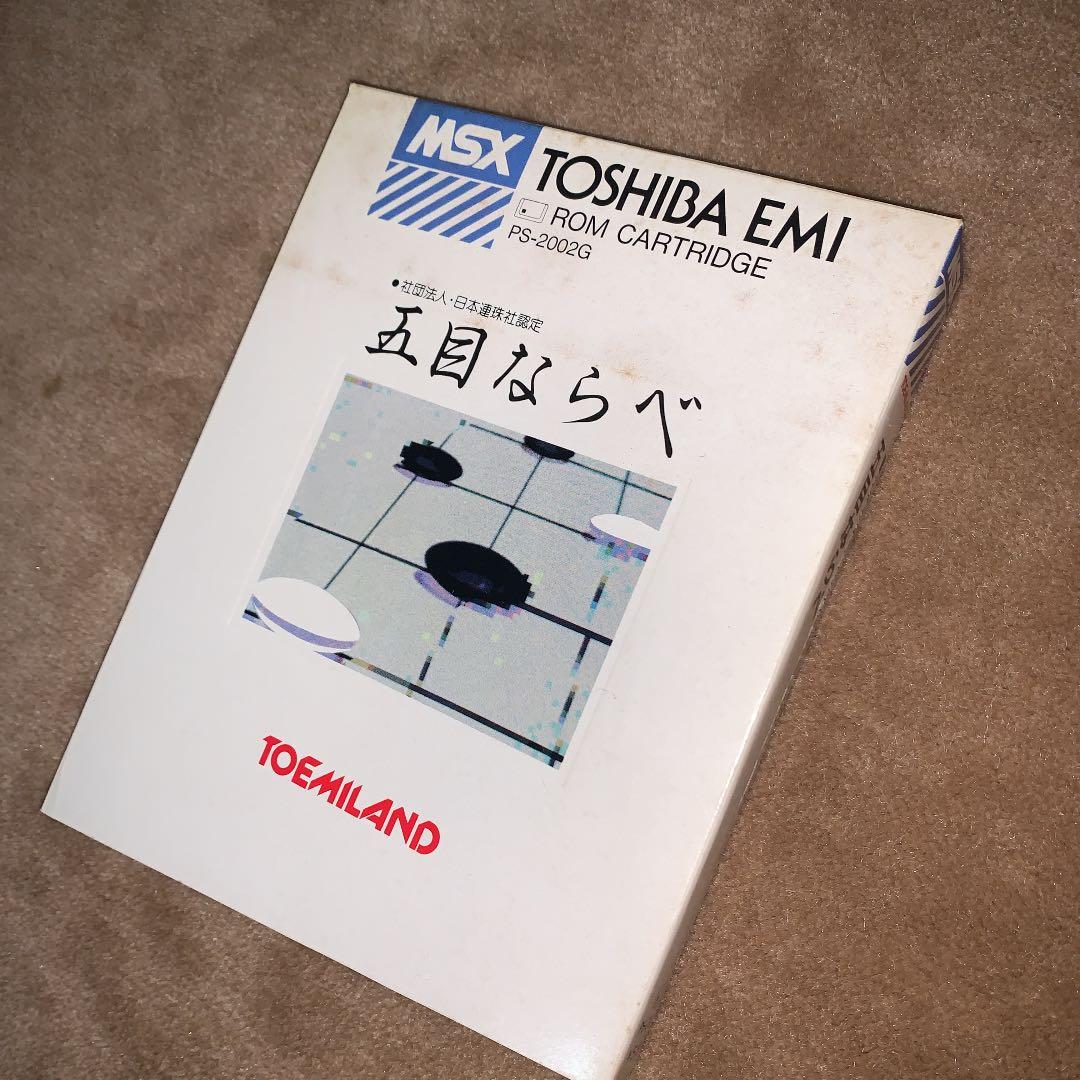 MSX
TOSHIBA EMI
ROM CARTRIDGE
PS-2002G
●社団法人・日本連珠社認定
五目ならべ
TOEMILAND